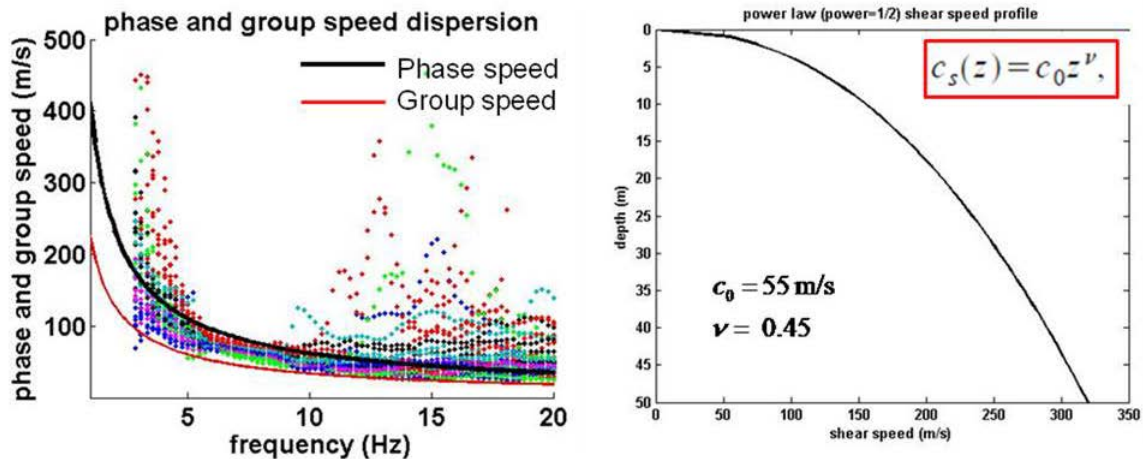 phase and group speed dispersion
phase and group speed (m/s)
500
400
300
200
100
Phase speed
Group speed
5
10
15
20
frequency (Hz)
power law (power=1/2) shear speed profile
depth (m)
0
5
10
15
20
25
30
35
40
45
50
c_s(z)=c_0z^ν,
c_0 = 55 m/s
ν = 0.45
0
50
100
150
200
250
300
350
shear speed (m/s)